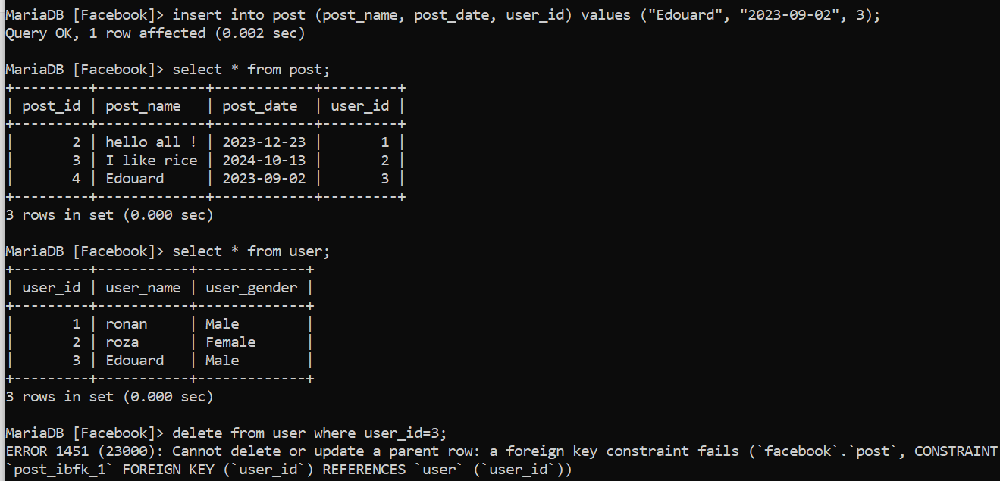 MariaDB [Facebook]> insert into post (post_name, post_date, user_id) values ("Edouard", "2023-09-02", 3);
Query OK, 1 row affected (0.002 sec)
MariaDB [Facebook]> select * from post;
+---------+-------------+------------+---------+
| post_id | post_name   | post_date  | user_id |
+---------+-------------+------------+---------+
|       2 | hello all ! | 2023-12-23 |       1 |
|       3 | I like rice | 2024-10-13 |       2 |
|       4 | Edouard     | 2023-09-02 |       3 |
+---------+-------------+------------+---------+
3 rows in set (0.000 sec)
MariaDB [Facebook]> select * from user;
+---------+-----------+-------------+
| user_id | user_name | user_gender |
+---------+-----------+-------------+
|       1 | ronan     | Male        |
|       2 | roza      | Female      |
|       3 | Edouard   | Male        |
+---------+-----------+-------------+
3 rows in set (0.000 sec)
MariaDB [Facebook]> delete from user where user_id=3;
ERROR 1451 (23000): Cannot delete or update a parent row: a foreign key constraint fails (`facebook`.`post`, CONSTRAINT
`post_ibfk_1` FOREIGN KEY (`user_id`) REFERENCES `user` (`user_id`))